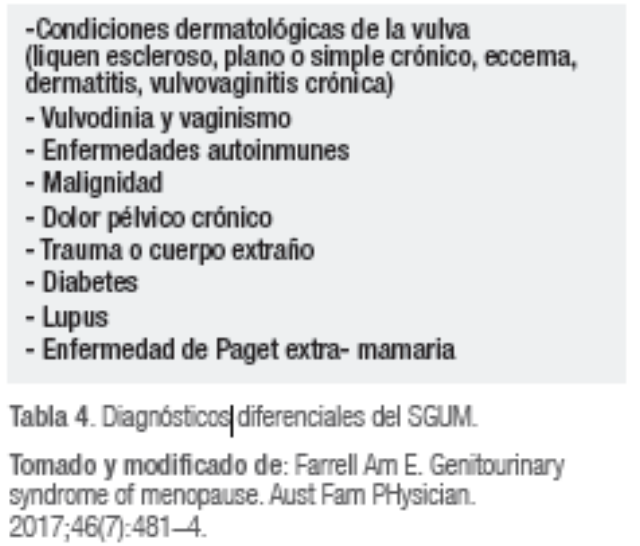 -Condiciones dermatológicas de la vulva
(liquen escleroso, plano o simple crónico, eccema,
dermatitis, vulvovaginitis crónica)
- Vulvodinia y vaginismo
- Enfermedades autoinmunes
- Malignidad
- Dolor pélvico crónico
- Trauma o cuerpo extraño
- Diabetes
- Lupus
- Enfermedad de Paget extra- mamaria
Tabla 4. Diagnósticos diferenciales del SGUM.
Tomado y modificado de: Farrell Am E. Genitourinary
syndrome of menopause. Aust Fam PHysician.
2017;46(7):481–4.